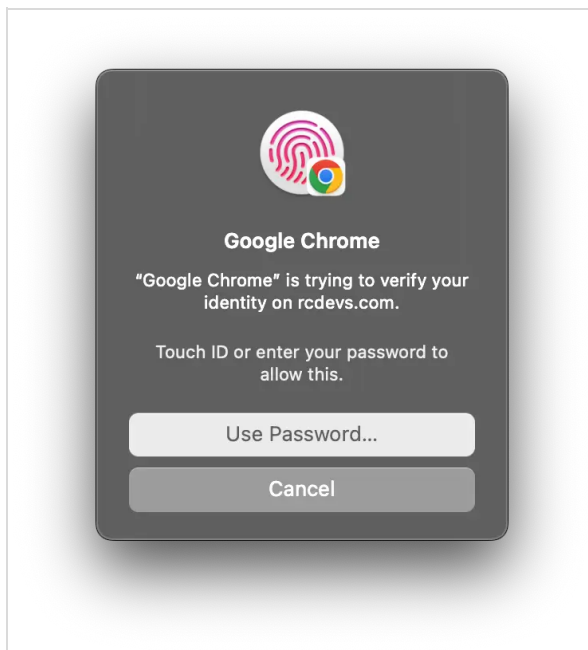 Google Chrome
“Google Chrome” is trying to verify your
identity on rcdevs.com.
Touch ID or enter your password to
allow this.
Use Password...
Cancel